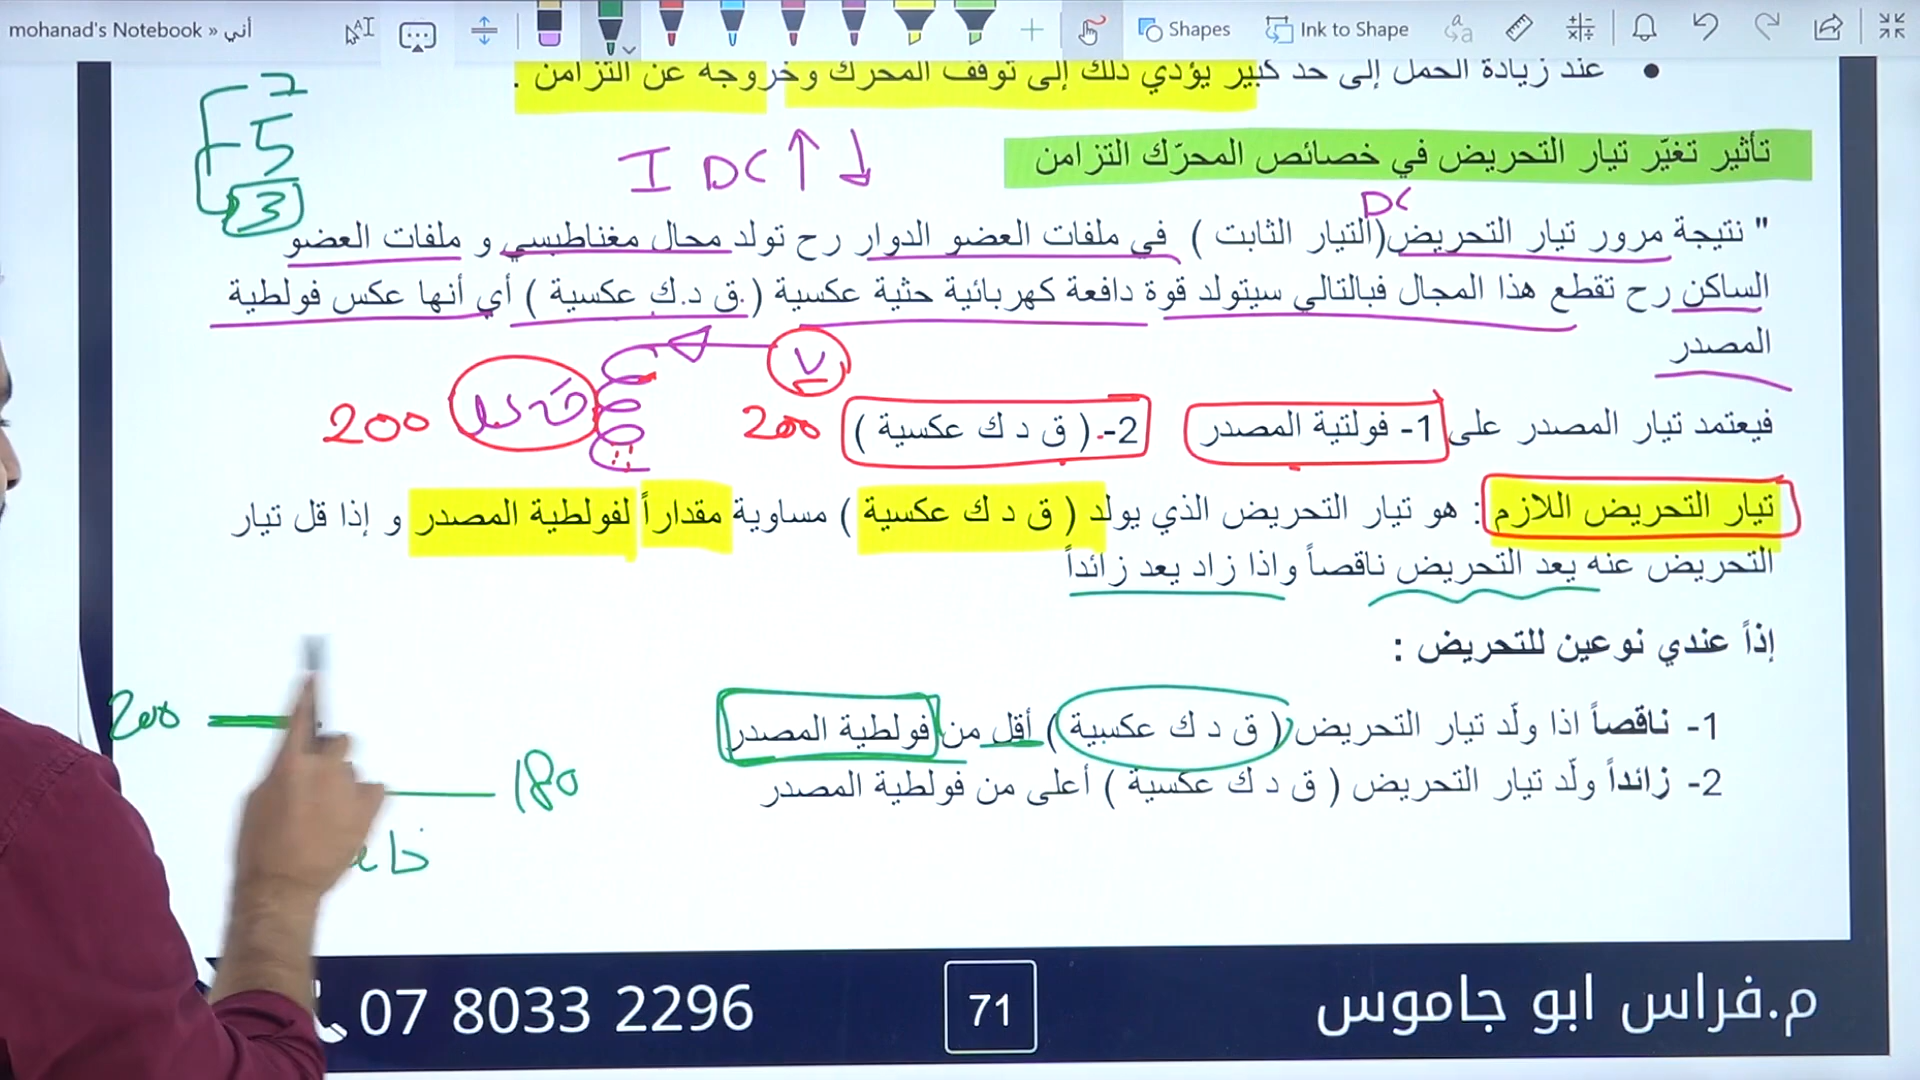 mohanad's Notebook » أني
Shapes
Ink to Shape
• عند زيادة الحمل إلى حد كبير يؤدي ذلك إلى توقف المحرك وخروجه عن التزامن .
7
5
3
I DC ↑ ↓
تأثير تغيّر تيار التحريض في خصائص المحرّك التزامن
DC
" نتيجة مرور تيار التحريض(التيار الثابت ) في ملفات العضو الدوار رح تولد محال مغناطيسي و ملفات العضو
الساكن رح تقطع هذا المجال فبالتالي سيتولد قوة دافعة كهربائية حثية عكسية (.ق د.ك عكسية ) أي أنها عكس فولطية
المصدر
V
فيعتمد تيار المصدر على 1- فولتية المصدر 2-. ( ق د ك عكسية )
200
200
تيار التحريض اللازم : هو تيار التحريض الذي يولد ( ق د ك عكسية ) مساوية مقداراً لفولطية المصدر و إذا قل تيار
التحريض عنه يعد التحريض ناقصاً واذا زاد يعد زائداً
إذاً عندي نوعين للتحريض :
1- ناقصاً اذا ولّد تيار التحريض ( ق د ك عكسية ) أقل من فولطية المصدر
2- زائداً ولّد تيار التحريض ( ق د ك عكسية ) أعلى من فولطية المصدر
200
180
07 8033 2296
71
م.فراس ابو جاموس